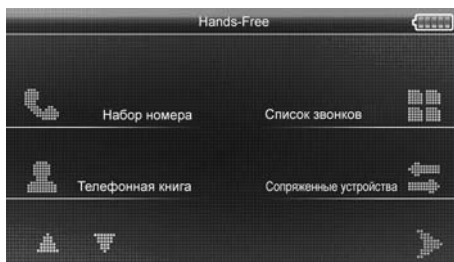 Hands-Free
Набор номера
Список звонков
Телефонная книга
Сопряженные устройства